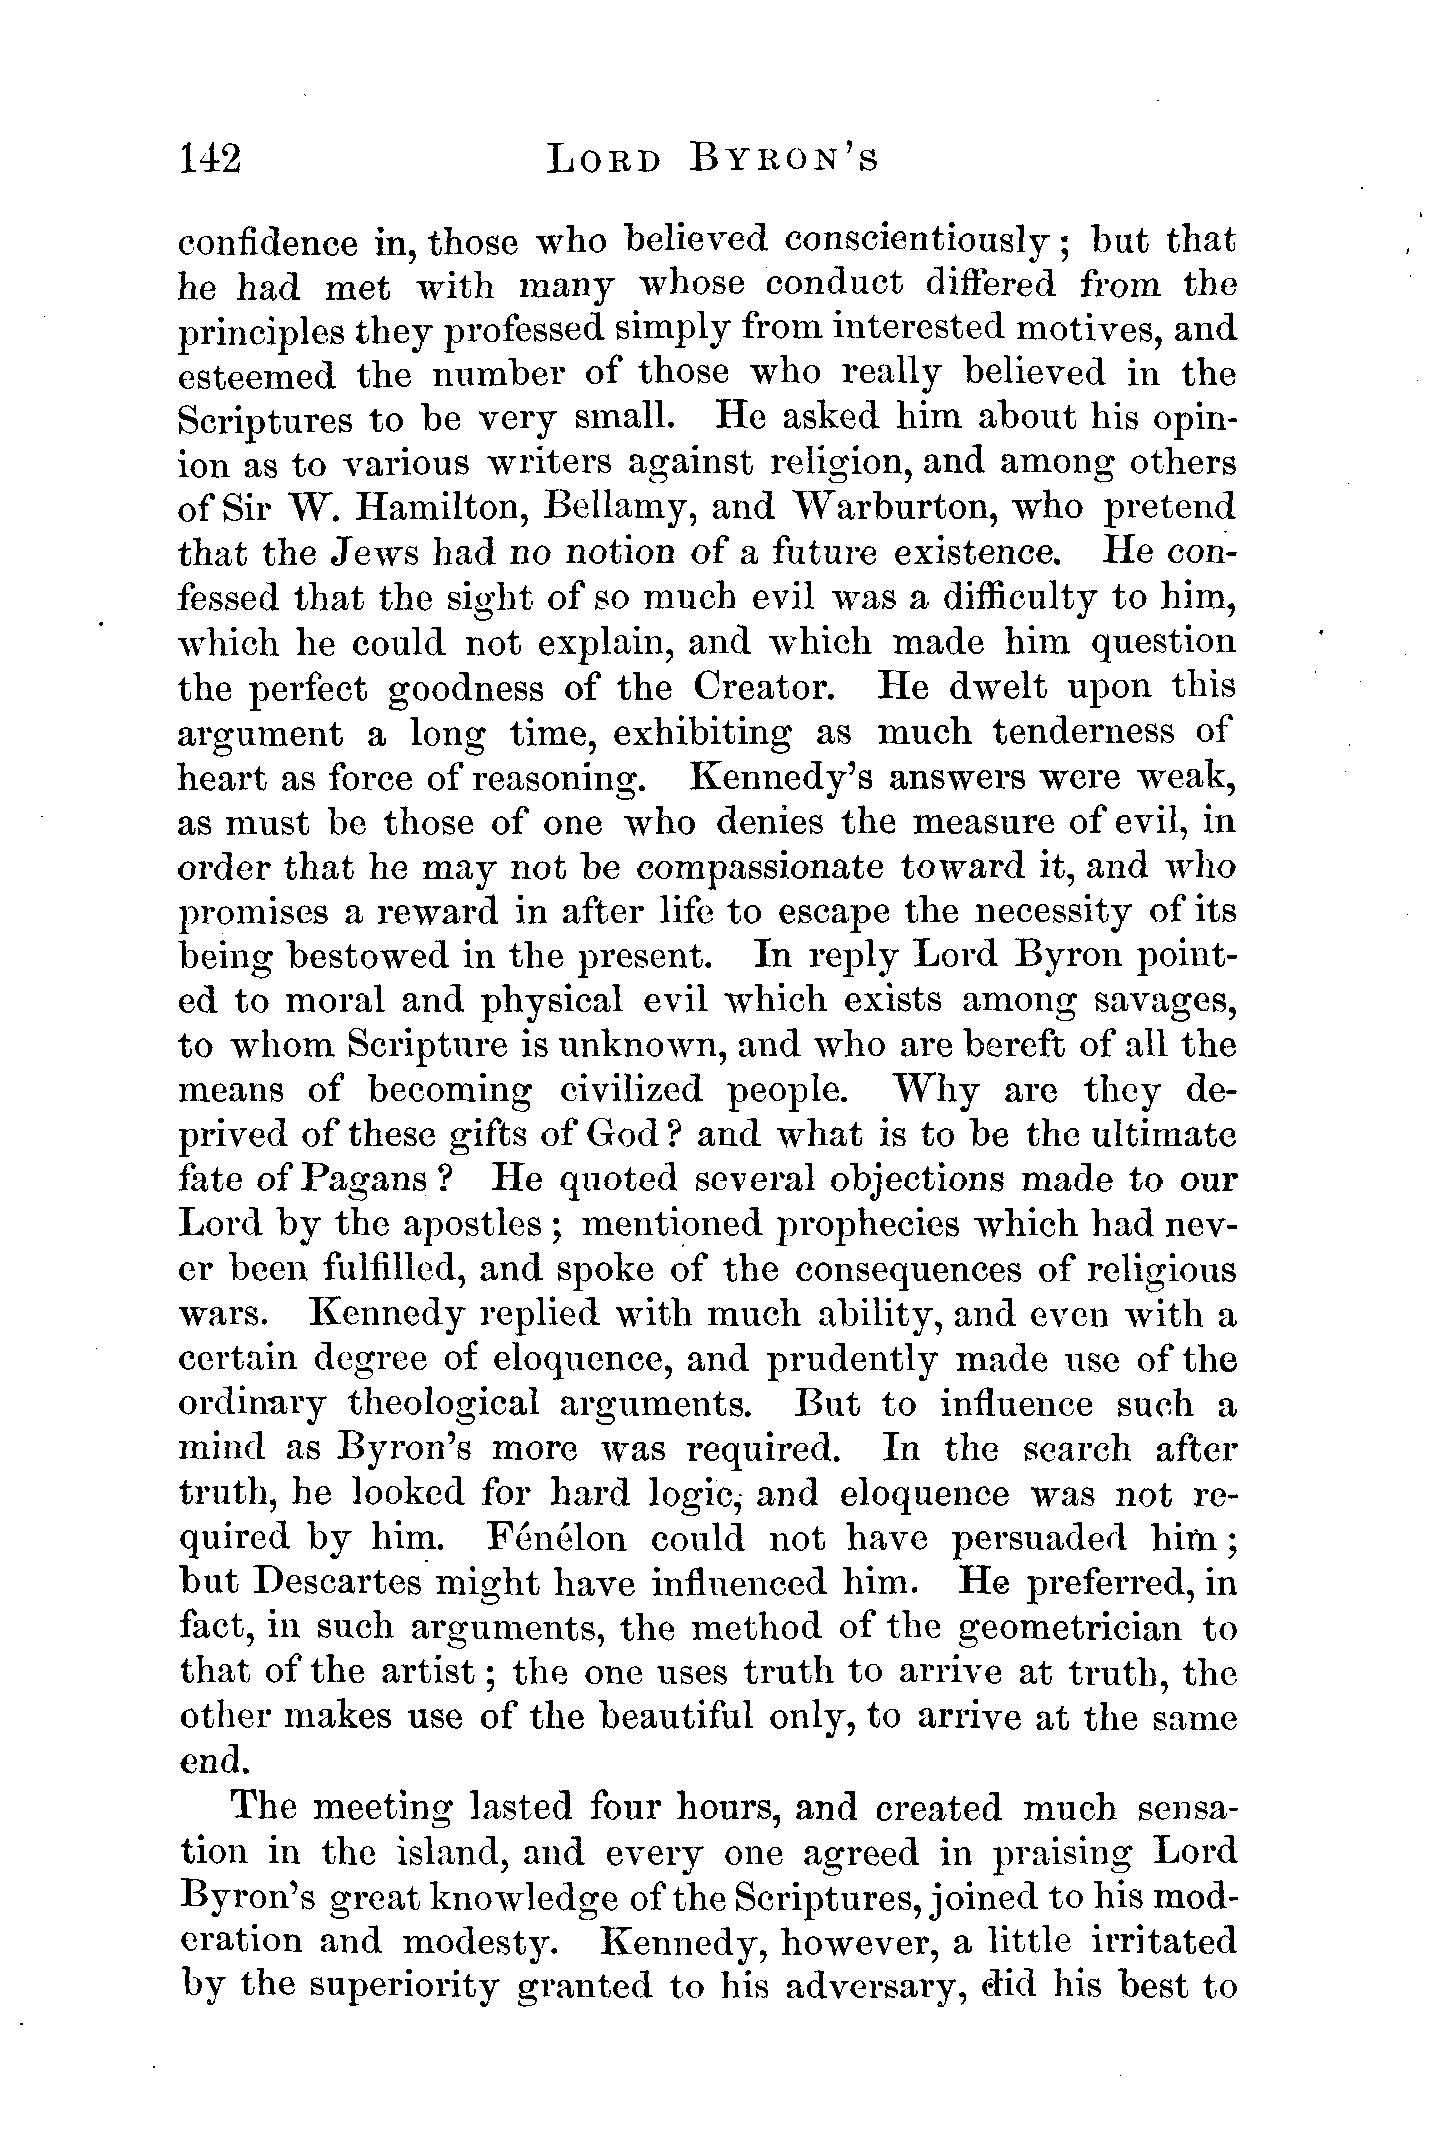 142 LORD BYRON'S
confidence in, those who believed conscientiously; but that
he had met with many whose conduct differed from the
principles they professed simply from interested motives, and
esteemed the number of those who really believed in the
Scriptures to be very small. He asked him about his opin-
ion as to various writers against religion, and among others
of Sir W. Hamilton, Bellamy, and Warburton, who pretend
that the Jews had no notion of a future existence. He con-
fessed that the sight of so much evil was a difficulty to him,
which he could not explain, and which made him question
the perfect goodness of the Creator. He dwelt upon this
argument a long time, exhibiting as much tenderness of
heart as force of reasoning. Kennedy's answers were weak,
as must be those of one who denies the measure of evil, in
order that he may not be compassionate toward it, and who
promises a reward in after life to escape the necessity of its
being bestowed in the present. In reply Lord Byron point-
ed to moral and physical evil which exists among savages,
to whom Scripture is unknown, and who are bereft of all the
means of becoming civilized people. Why are they de-
prived of these gifts of God? and what is to be the ultimate
fate of Pagans? He quoted several objections made to our
Lord by the apostles; mentioned prophecies which had nev-
er been fulfilled, and spoke of the consequences of religious
wars. Kennedy replied with much ability, and even with a
certain degree of eloquence, and prudently made use of the
ordinary theological arguments. But to influence such a
mind as Byron's more was required. In the search after
truth, he looked for hard logic, and eloquence was not re-
quired by him. Fénélon could not have persuaded him;
but Descartes might have influenced him. He preferred, in
fact, in such arguments, the method of the geometrician to
that of the artist; the one uses truth to arrive at truth, the
other makes use of the beautiful only, to arrive at the same
end.
The meeting lasted four hours, and created much sensa-
tion in the island, and every one agreed in praising Lord
Byron's great knowledge of the Scriptures, joined to his mod-
eration and modesty. Kennedy, however, a little irritated
by the superiority granted to his adversary, did his best to